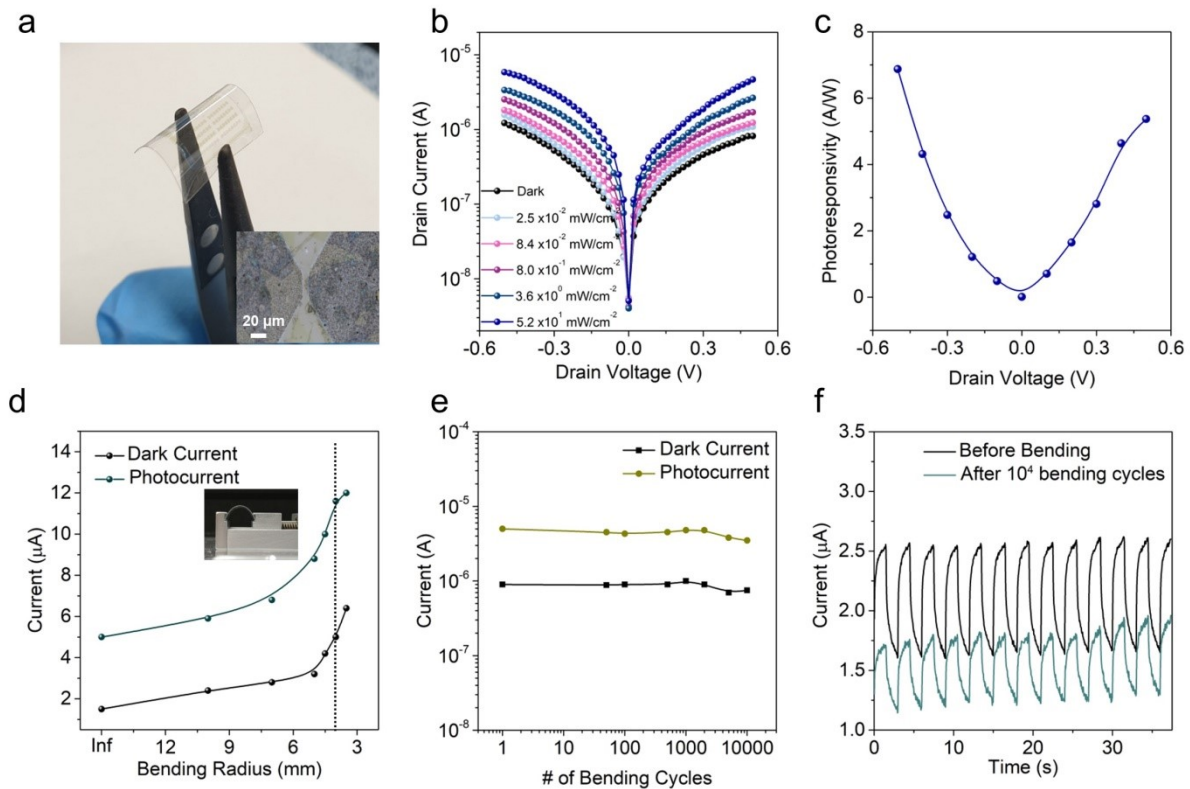 a
20 μm
b
Drain Current (A)
10⁻⁴
10⁻⁵
10⁻⁶
10⁻⁷
10⁻⁸
Dark
2.5 x10⁻² mW/cm⁻²
8.4 x10⁻² mW/cm⁻²
8.0 x10⁻¹ mW/cm⁻²
3.6 x10⁰ mW/cm⁻²
5.2 x10¹ mW/cm⁻²
-0.6 -0.3 0.0 0.3 0.6
Drain Voltage (V)
c
Photoresponsivity (A/W)
8
6
4
2
0
-0.6 -0.3 0.0 0.3 0.6
Drain Voltage (V)
d
Current (μA)
14
12
10
8
6
4
2
Dark Current
Photocurrent
Inf 12 9 6 3
Bending Radius (mm)
e
Current (A)
10⁻⁴
10⁻⁵
10⁻⁶
10⁻⁷
10⁻⁸
Dark Current
Photocurrent
1 10 100 1000 10000
# of Bending Cycles
f
Current (μA)
3.5
3.0
2.5
2.0
1.5
1.0
Before Bending
After 10⁴ bending cycles
0 10 20 30
Time (s)